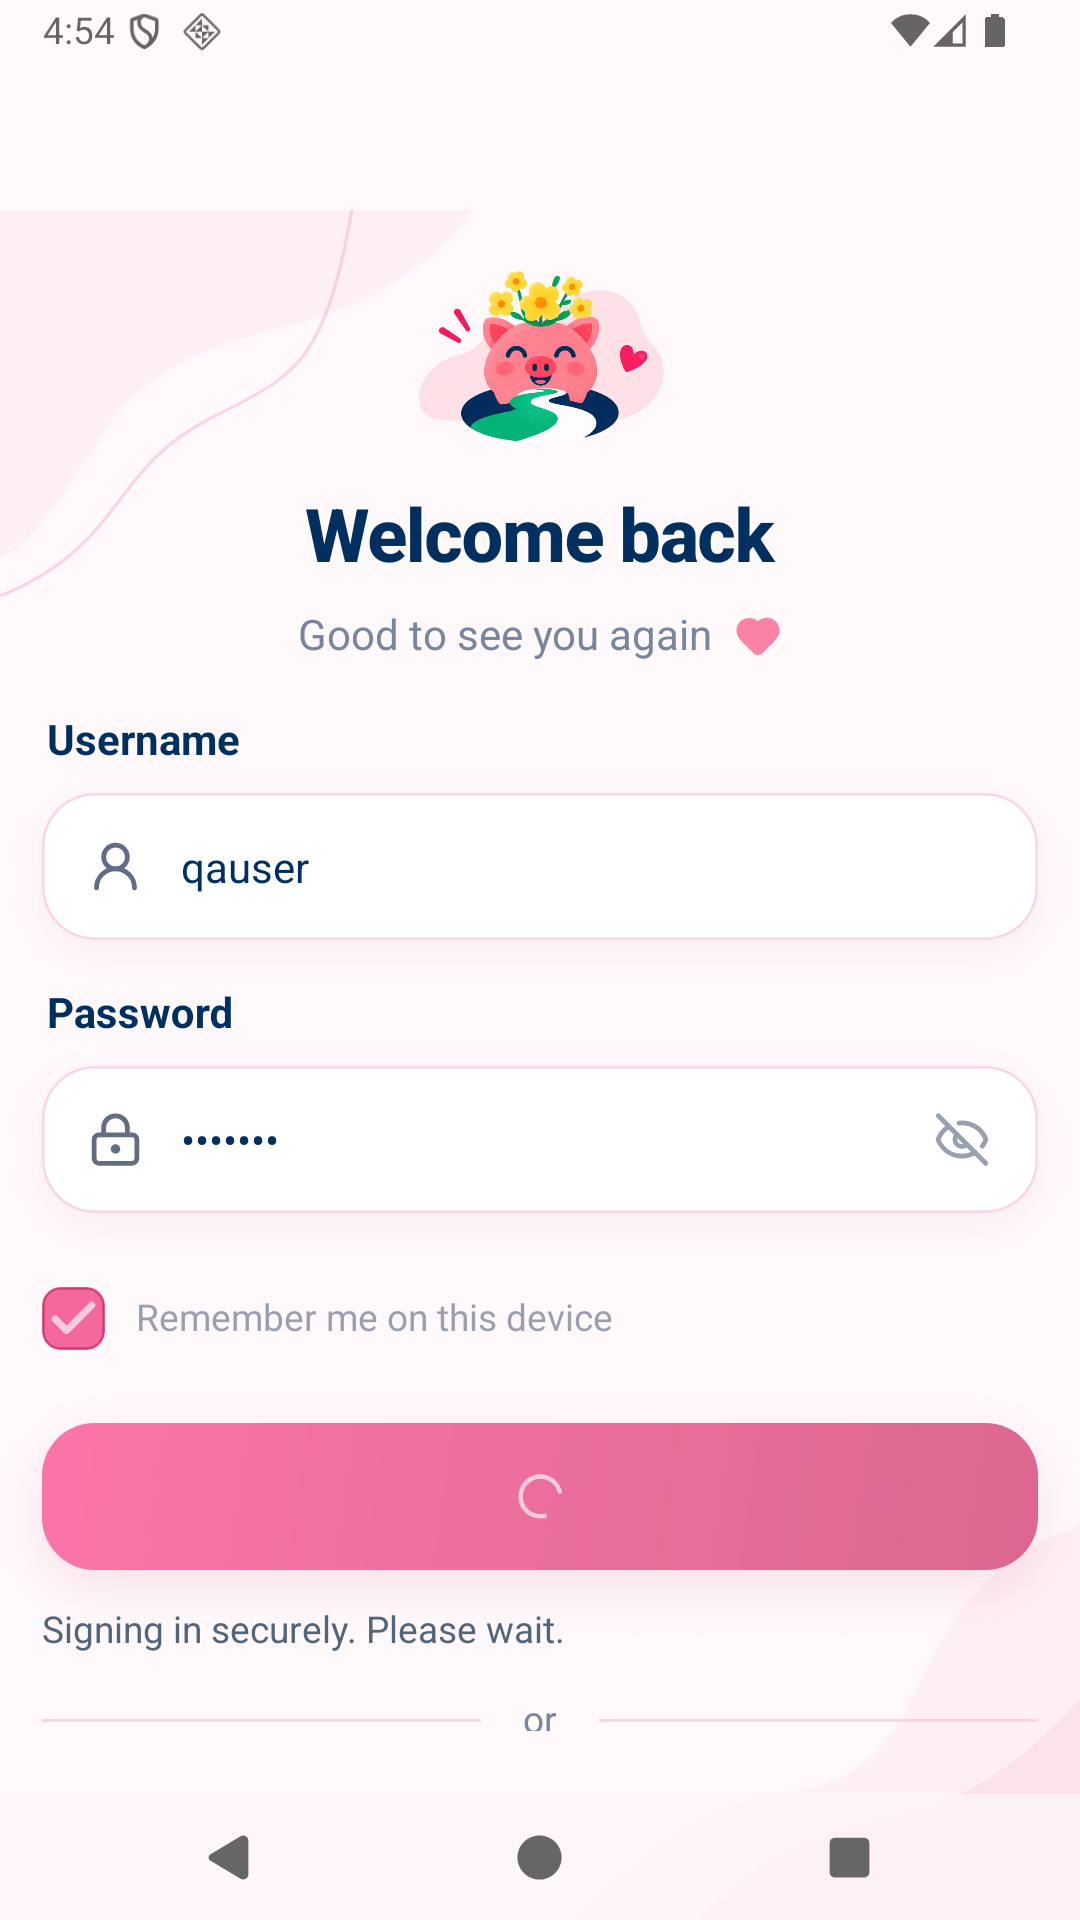 4:54
Welcome back
Good to see you again
Username
qauser
Password
•••••••
Remember me on this device
Signing in securely. Please wait.
or